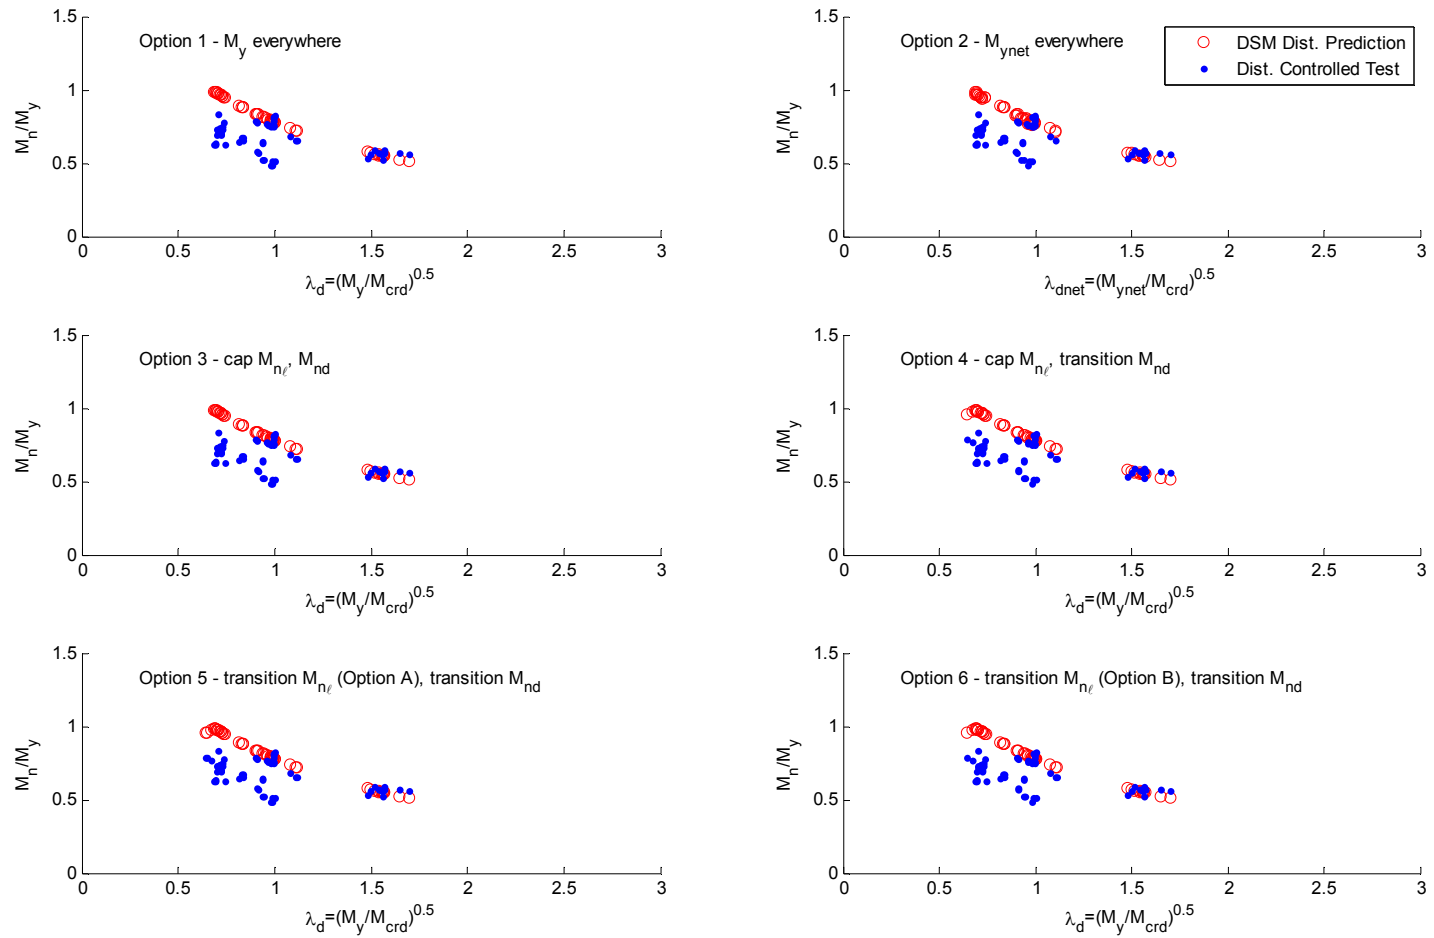 1.5
Option 1 - My everywhere
1
Mn/My
0.5
0
0 0.5 1 1.5 2 2.5 3
λd=(My/Mcrd)0.5
1.5
Option 2 - Mynet everywhere
DSM Dist. Prediction
Dist. Controlled Test
1
Mn/My
0.5
0
0 0.5 1 1.5 2 2.5 3
λdnet=(Mynet/Mcrd)0.5
1.5
Option 3 - cap Mnℓ, Mnd
1
Mn/My
0.5
0
0 0.5 1 1.5 2 2.5 3
λd=(My/Mcrd)0.5
1.5
Option 4 - cap Mnℓ, transition Mnd
1
Mn/My
0.5
0
0 0.5 1 1.5 2 2.5 3
λd=(My/Mcrd)0.5
1.5
Option 5 - transition Mnℓ (Option A), transition Mnd
1
Mn/My
0.5
0
0 0.5 1 1.5 2 2.5 3
λd=(My/Mcrd)0.5
1.5
Option 6 - transition Mnℓ (Option B), transition Mnd
1
Mn/My
0.5
0
0 0.5 1 1.5 2 2.5 3
λd=(My/Mcrd)0.5